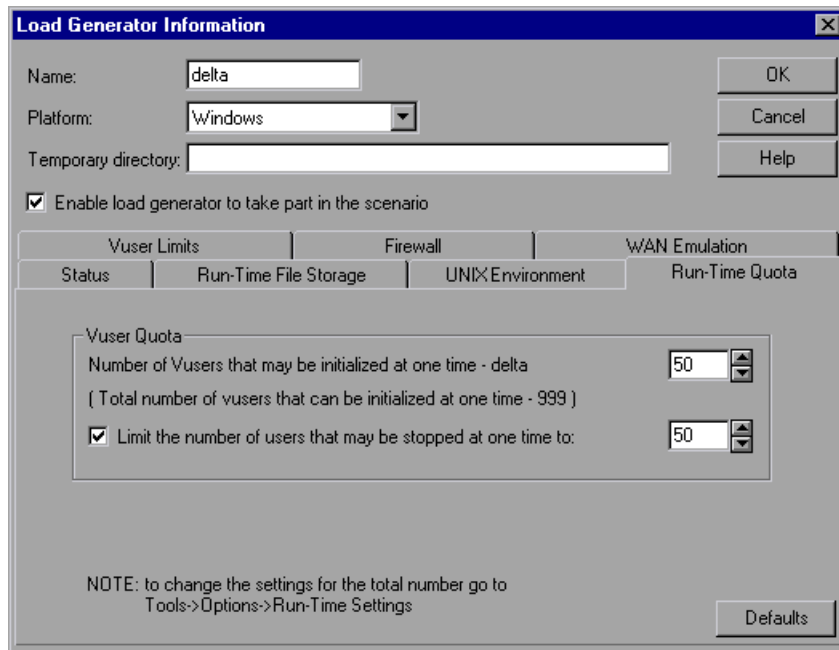 Load Generator Information
Name:
delta
OK
Platform:
Windows
Cancel
Temporary directory:
Help
Enable load generator to take part in the scenario
Vuser Limits
Firewall
WAN Emulation
Status
Run-Time File Storage
UNIX Environment
Run-Time Quota
Vuser Quota
Number of Vusers that may be initialized at one time - delta
50
( Total number of vusers that can be initialized at one time - 999 )
Limit the number of users that may be stopped at one time to:
50
NOTE: to change the settings for the total number go to
Tools->Options->Run-Time Settings
Defaults